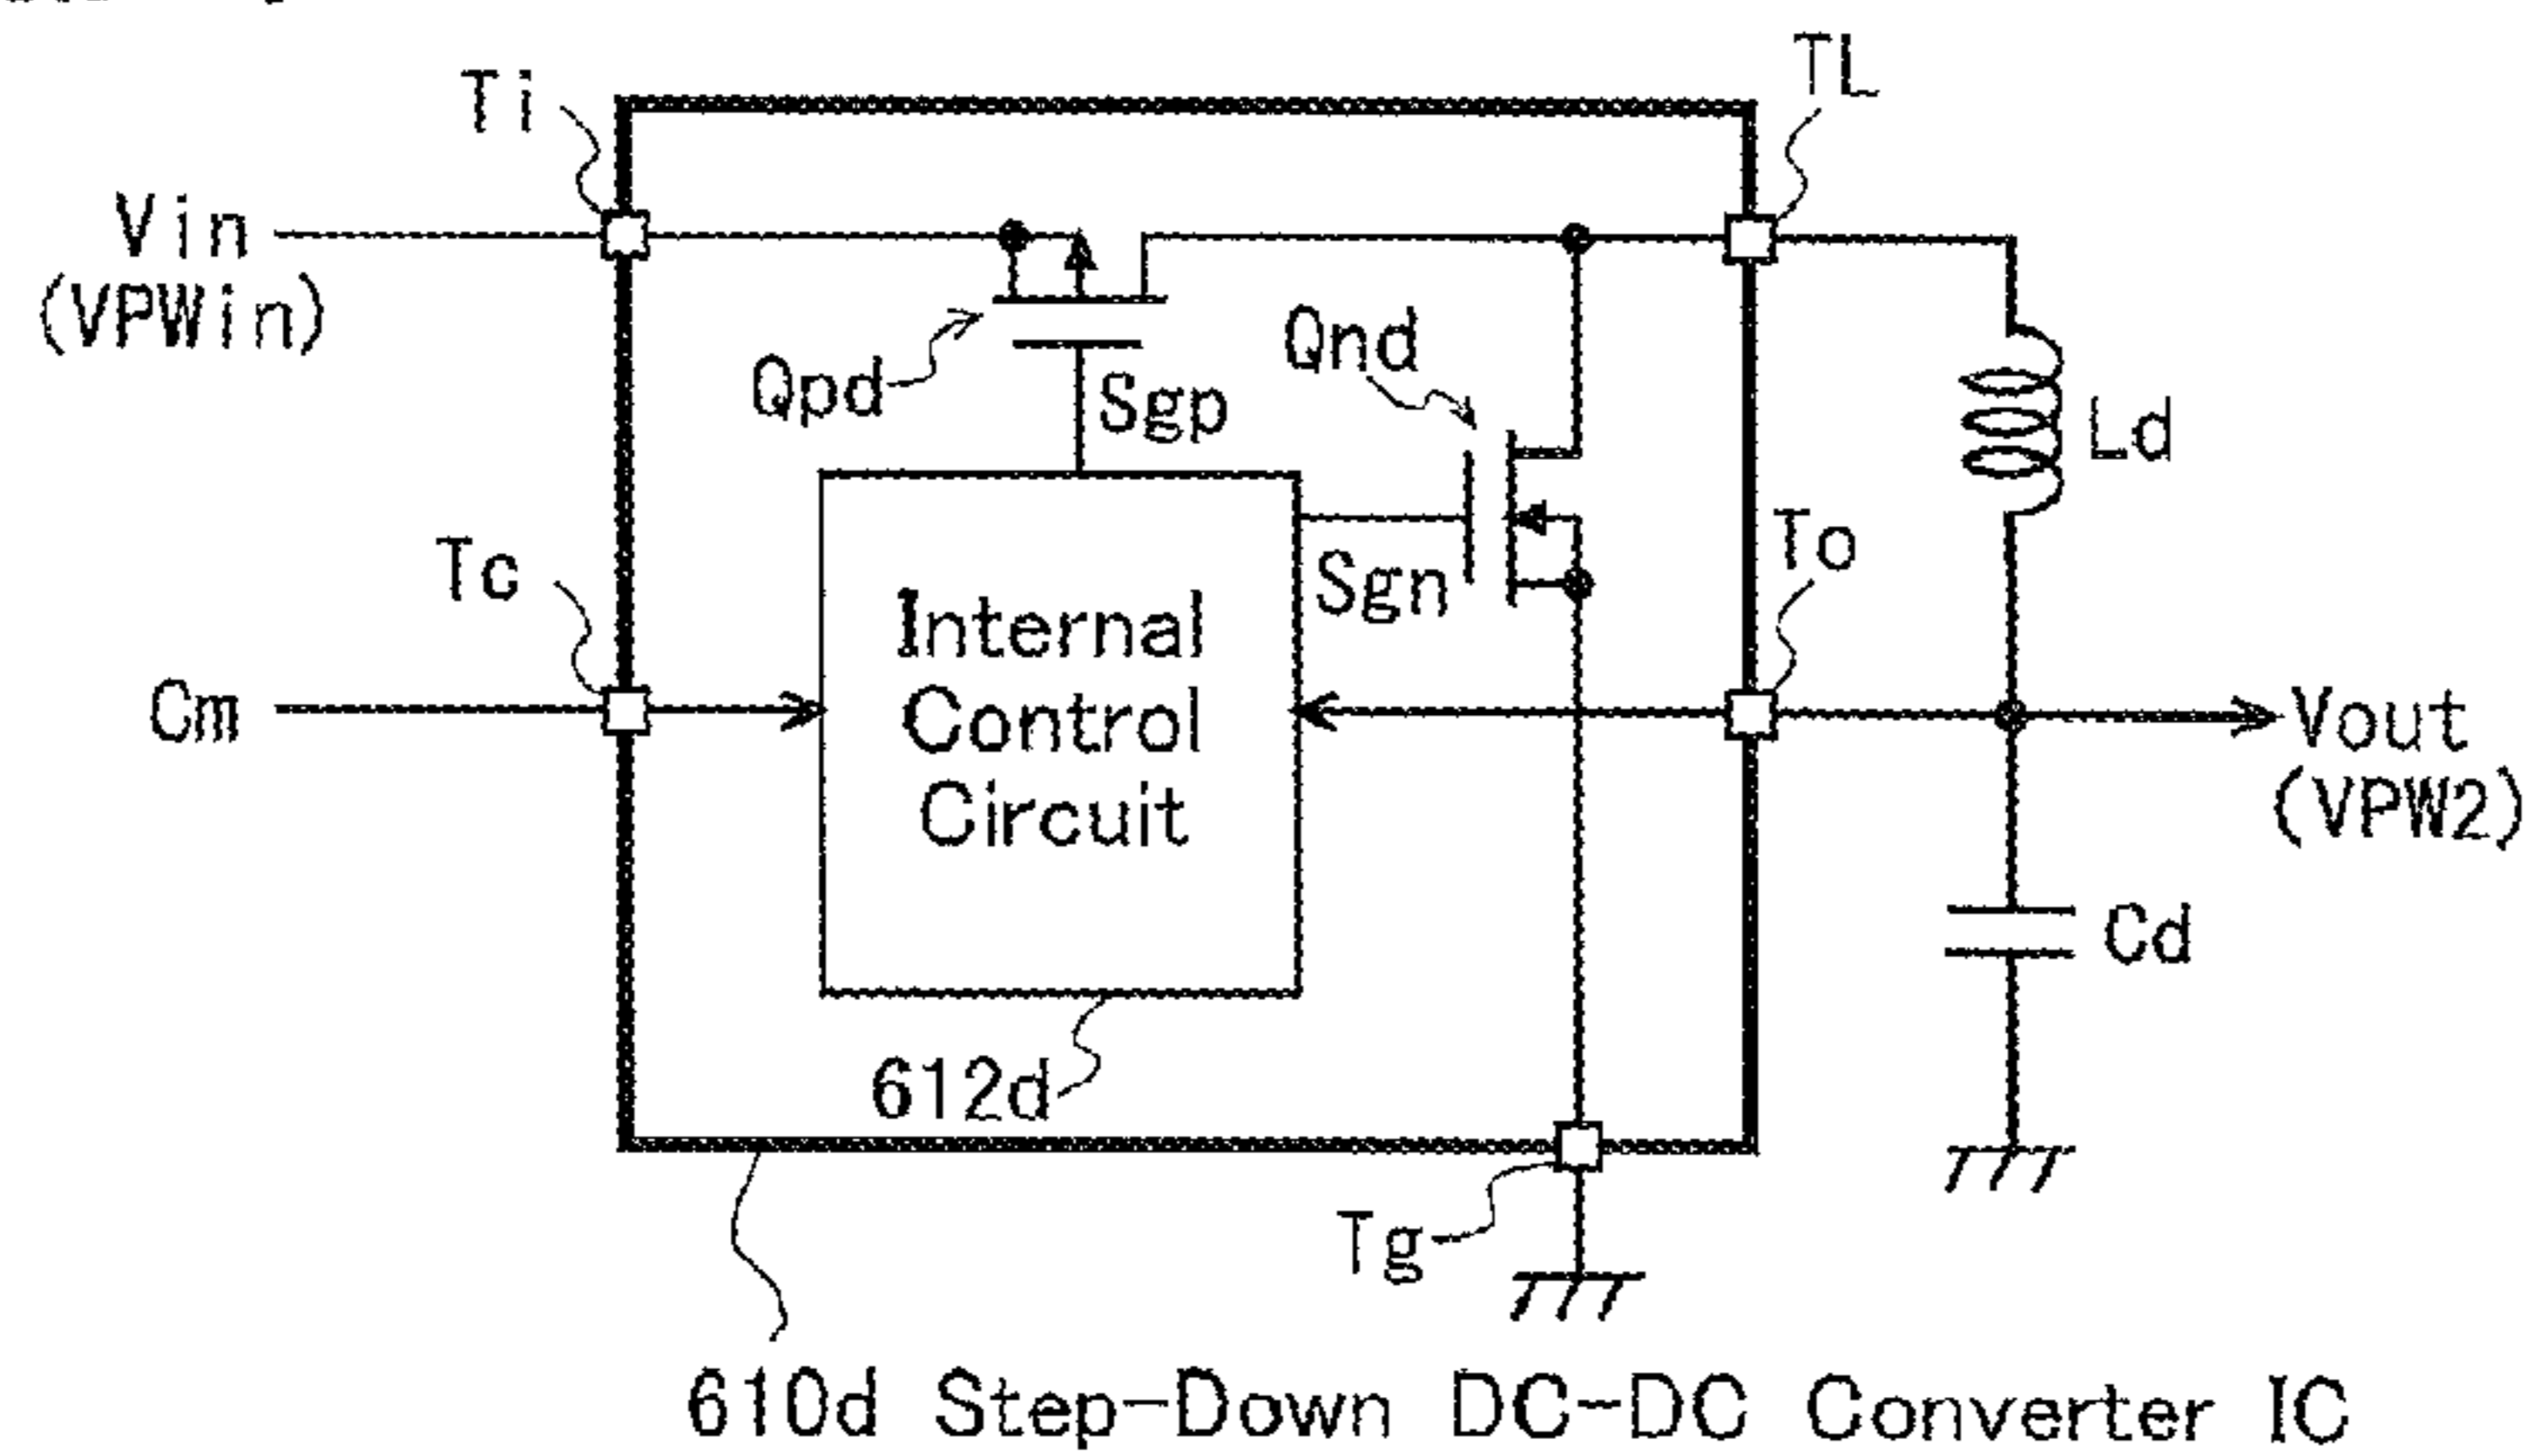 Ti
TL
Vin
(VPWin)
Qpd
Sgp
Qnd
Ld
Tc
Sgn
To
Cm
Internal
Control
Circuit
Vout
(VPW2)
Cd
612d
Tg
610d Step-Down DC-DC Converter IC